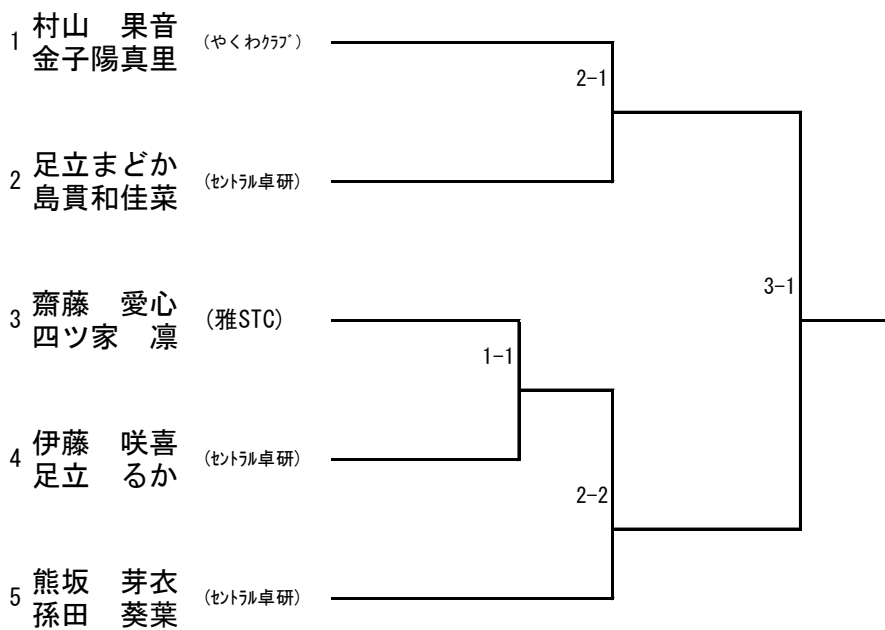 1 村山　果音 (やくわｸﾗﾌﾞ)
金子陽真里
2-1
2 足立まどか (ｾﾝﾄﾗﾙ卓研)
島貫和佳菜
3-1
3 齋藤　愛心 (雅STC)
四ツ家　凛
1-1
4 伊藤　咲喜 (ｾﾝﾄﾗﾙ卓研)
足立　るか
2-2
5 熊坂　芽衣 (ｾﾝﾄﾗﾙ卓研)
孫田　葵葉